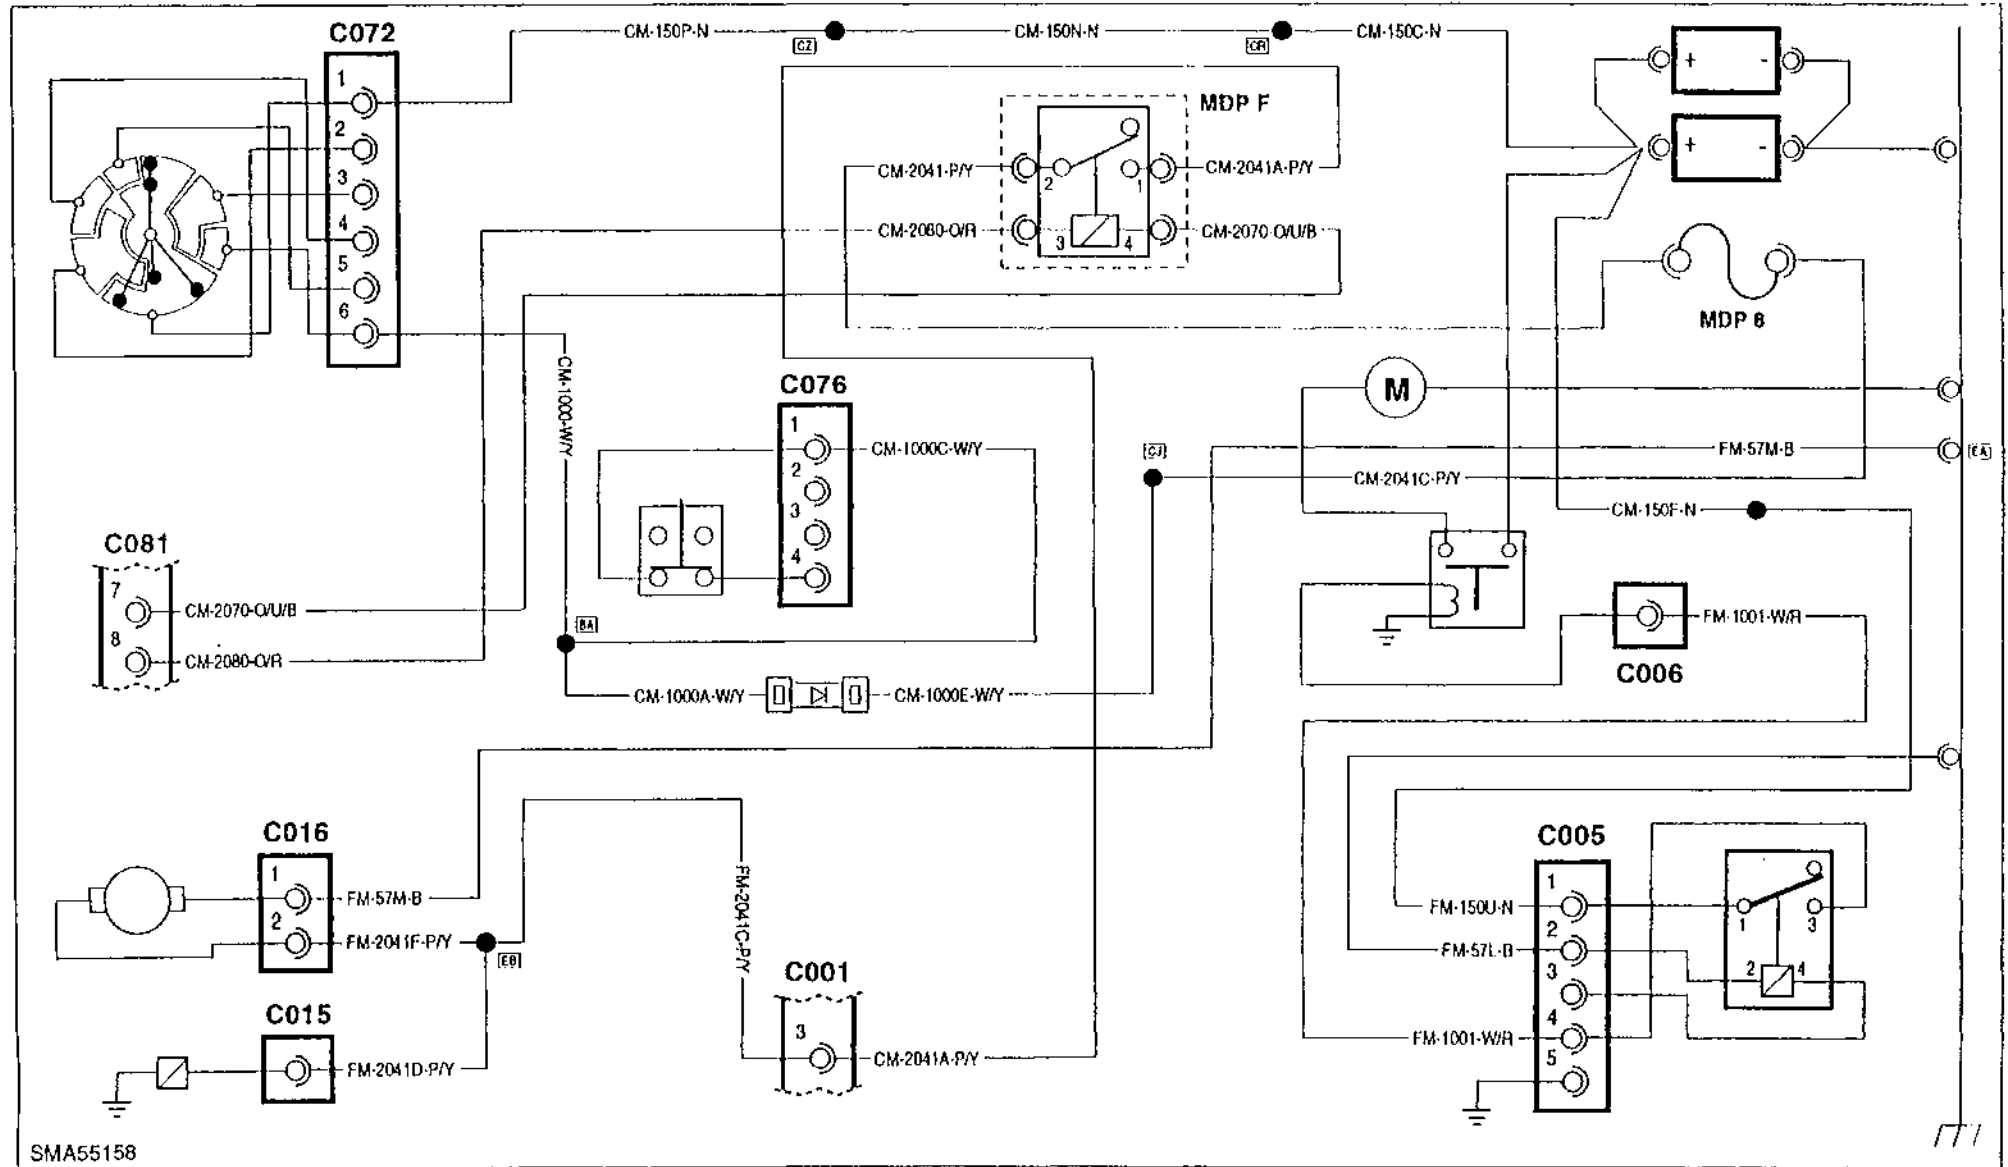 C072
1
2
3
4
5
6
CM-150P-N
CZ
CM-150N-N
CR
CM-150C-N
+ -
+ -
MDP F
CM-2041-P/Y
2
1
CM-2041A-P/Y
CM-2080-O/R
3
4
CM-2070-O/U/B
MDP 8
CM-1000-W/Y
C076
1
2
3
4
CM-1000C-W/Y
M
CJ
FM-57M-B
EA
CM-2041C-P/Y
CM-150F-N
C081
7
CM-2070-O/U/B
8
CM-2080-O/R
BA
CM-1000A-W/Y
CM-1000E-W/Y
FM-1001-W/R
C006
C016
1
FM-57M-B
2
FM-2041F-P/Y
EB
FM-2041C-P/Y
C015
FM-2041D-P/Y
C001
3
CM-2041A-P/Y
C005
1
FM-150U-N
2
FM-57L-B
3
4
FM-1001-W/R
5
1
3
2
4
SMA55158